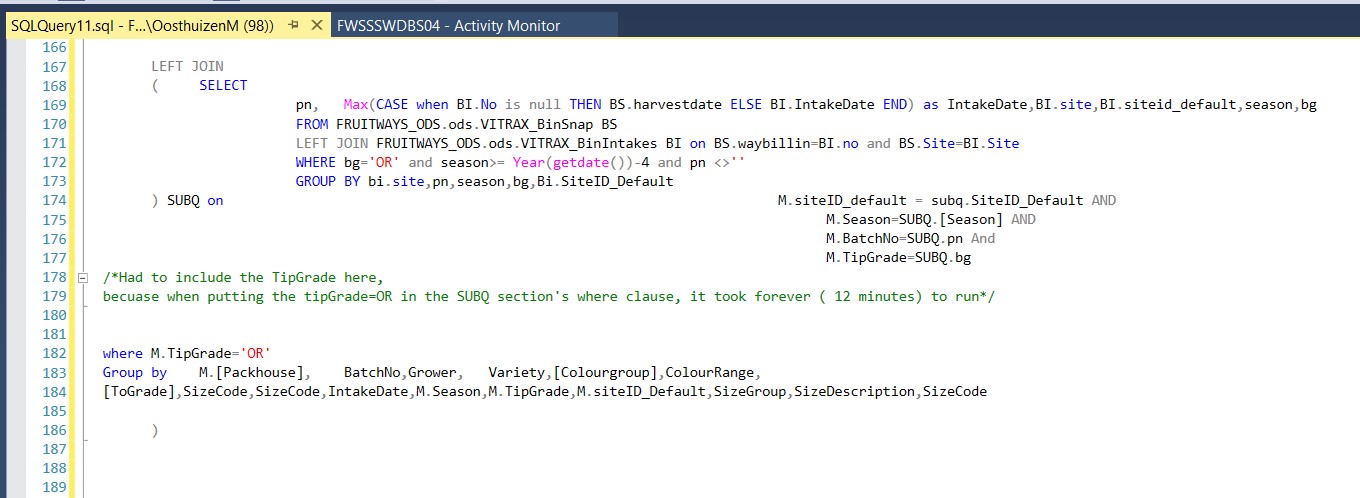 SQLQuery11.sql - F...\OosthuizenM (98)) FWSSSWDBS04 - Activity Monitor
166
167 LEFT JOIN
168 ( SELECT
169 pn, Max(CASE when BI.No is null THEN BS.harvestdate ELSE BI.IntakeDate END) as IntakeDate,BI.site,BI.siteid_default,season,bg
170 FROM FRUITWAYS_ODS.ods.VITRAX_BinSnap BS
171 LEFT JOIN FRUITWAYS_ODS.ods.VITRAX_BinIntakes BI on BS.waybillin=BI.no and BS.Site=BI.Site
172 WHERE bg='OR' and season>= Year(getdate())-4 and pn <>''
173 GROUP BY bi.site,pn,season,bg,Bi.SiteID_Default
174 ) SUBQ on M.siteID_default = subq.SiteID_Default AND
175 M.Season=SUBQ.[Season] AND
176 M.BatchNo=SUBQ.pn And
177 M.TipGrade=SUBQ.bg
178 /*Had to include the TipGrade here,
179 becuase when putting the tipGrade=OR in the SUBQ section's where clause, it took forever ( 12 minutes) to run*/
180
181
182 where M.TipGrade='OR'
183 Group by M.[Packhouse], BatchNo,Grower, Variety,[Colourgroup],ColourRange,
184 [ToGrade],SizeCode,SizeCode,IntakeDate,M.Season,M.TipGrade,M.siteID_Default,SizeGroup,SizeDescription,SizeCode
185
186 )
187
188
189